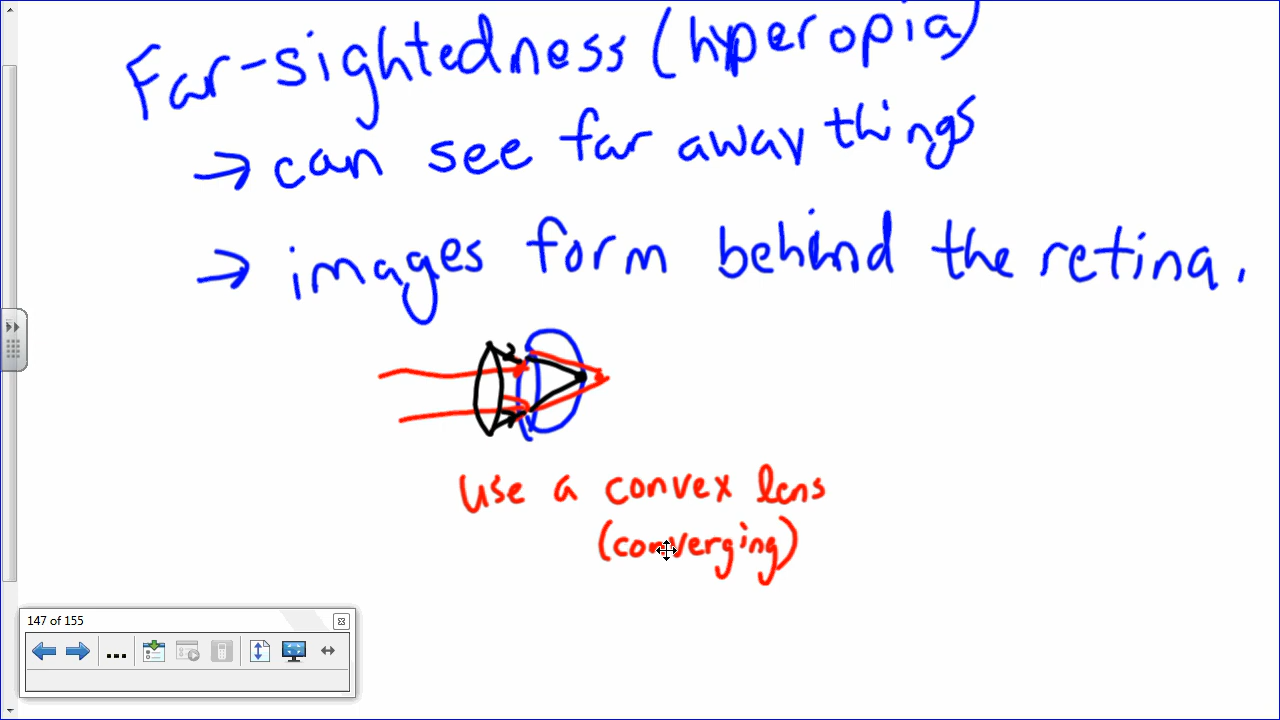 Far-sightedness (hyperopia)
→ can see far away things
→ images form behind the retina.
Use a convex lens
(converging)
147 of 155
...